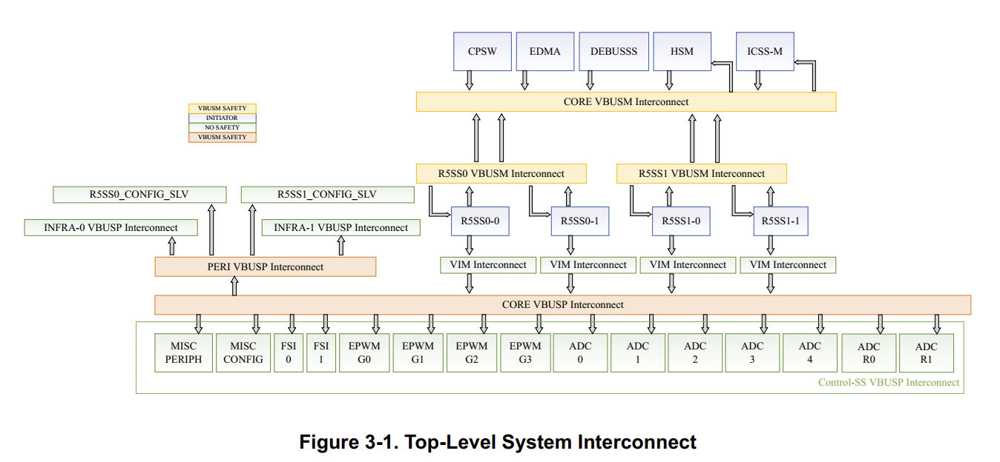 CPSW
EDMA
DEBUSSS
HSM
ICSS-M
CORE VBUSM Interconnect
VBUSM SAFETY
INITIATOR
NO SAFETY
VBUSM SAFETY
R5SS0 VBUSM Interconnect
R5SS1 VBUSM Interconnect
R5SS0_CONFIG_SLV
R5SS1_CONFIG_SLV
R5SS0-0
R5SS0-1
R5SS1-0
R5SS1-1
INFRA-0 VBUSP Interconnect
INFRA-1 VBUSP Interconnect
PERI VBUSP Interconnect
VIM Interconnect
VIM Interconnect
VIM Interconnect
VIM Interconnect
CORE VBUSP Interconnect
MISC
PERIPH
MISC
CONFIG
FSI
0
FSI
1
EPWM
G0
EPWM
G1
EPWM
G2
EPWM
G3
ADC
0
ADC
1
ADC
2
ADC
3
ADC
4
ADC
R0
ADC
R1
Control-SS VBUSP Interconnect
Figure 3-1. Top-Level System Interconnect